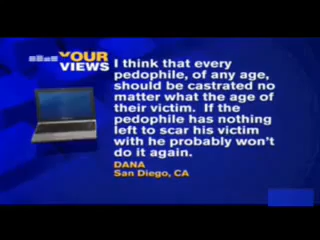 YOUR
VIEWS
I think that every
pedophile, of any age,
should be castrated no
matter what the age of
their victim.  If the
pedophile has nothing
left to scar his victim
with he probably won't
do it again.
DANA
San Diego, CA